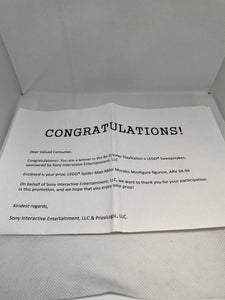 CONGRATULATIONS!
Dear Valued Consumer,
Congratulations! You are a winner in the Be Greater PlayStation x LEGO® Sweepstakes,
sponsored by Sony Interactive Entertainment, LLC
Enclosed is your prize, LEGO® Spider-Man Miles Morales Minifigure figurine, ARV $4.99
On behalf of Sony Interactive Entertainment, LLC, we want to thank you for your participation
in this promotion, and we hope that you enjoy your prize!
Kindest regards,
Sony Interactive Entertainment, LLC & PrizeLogic, LLC.